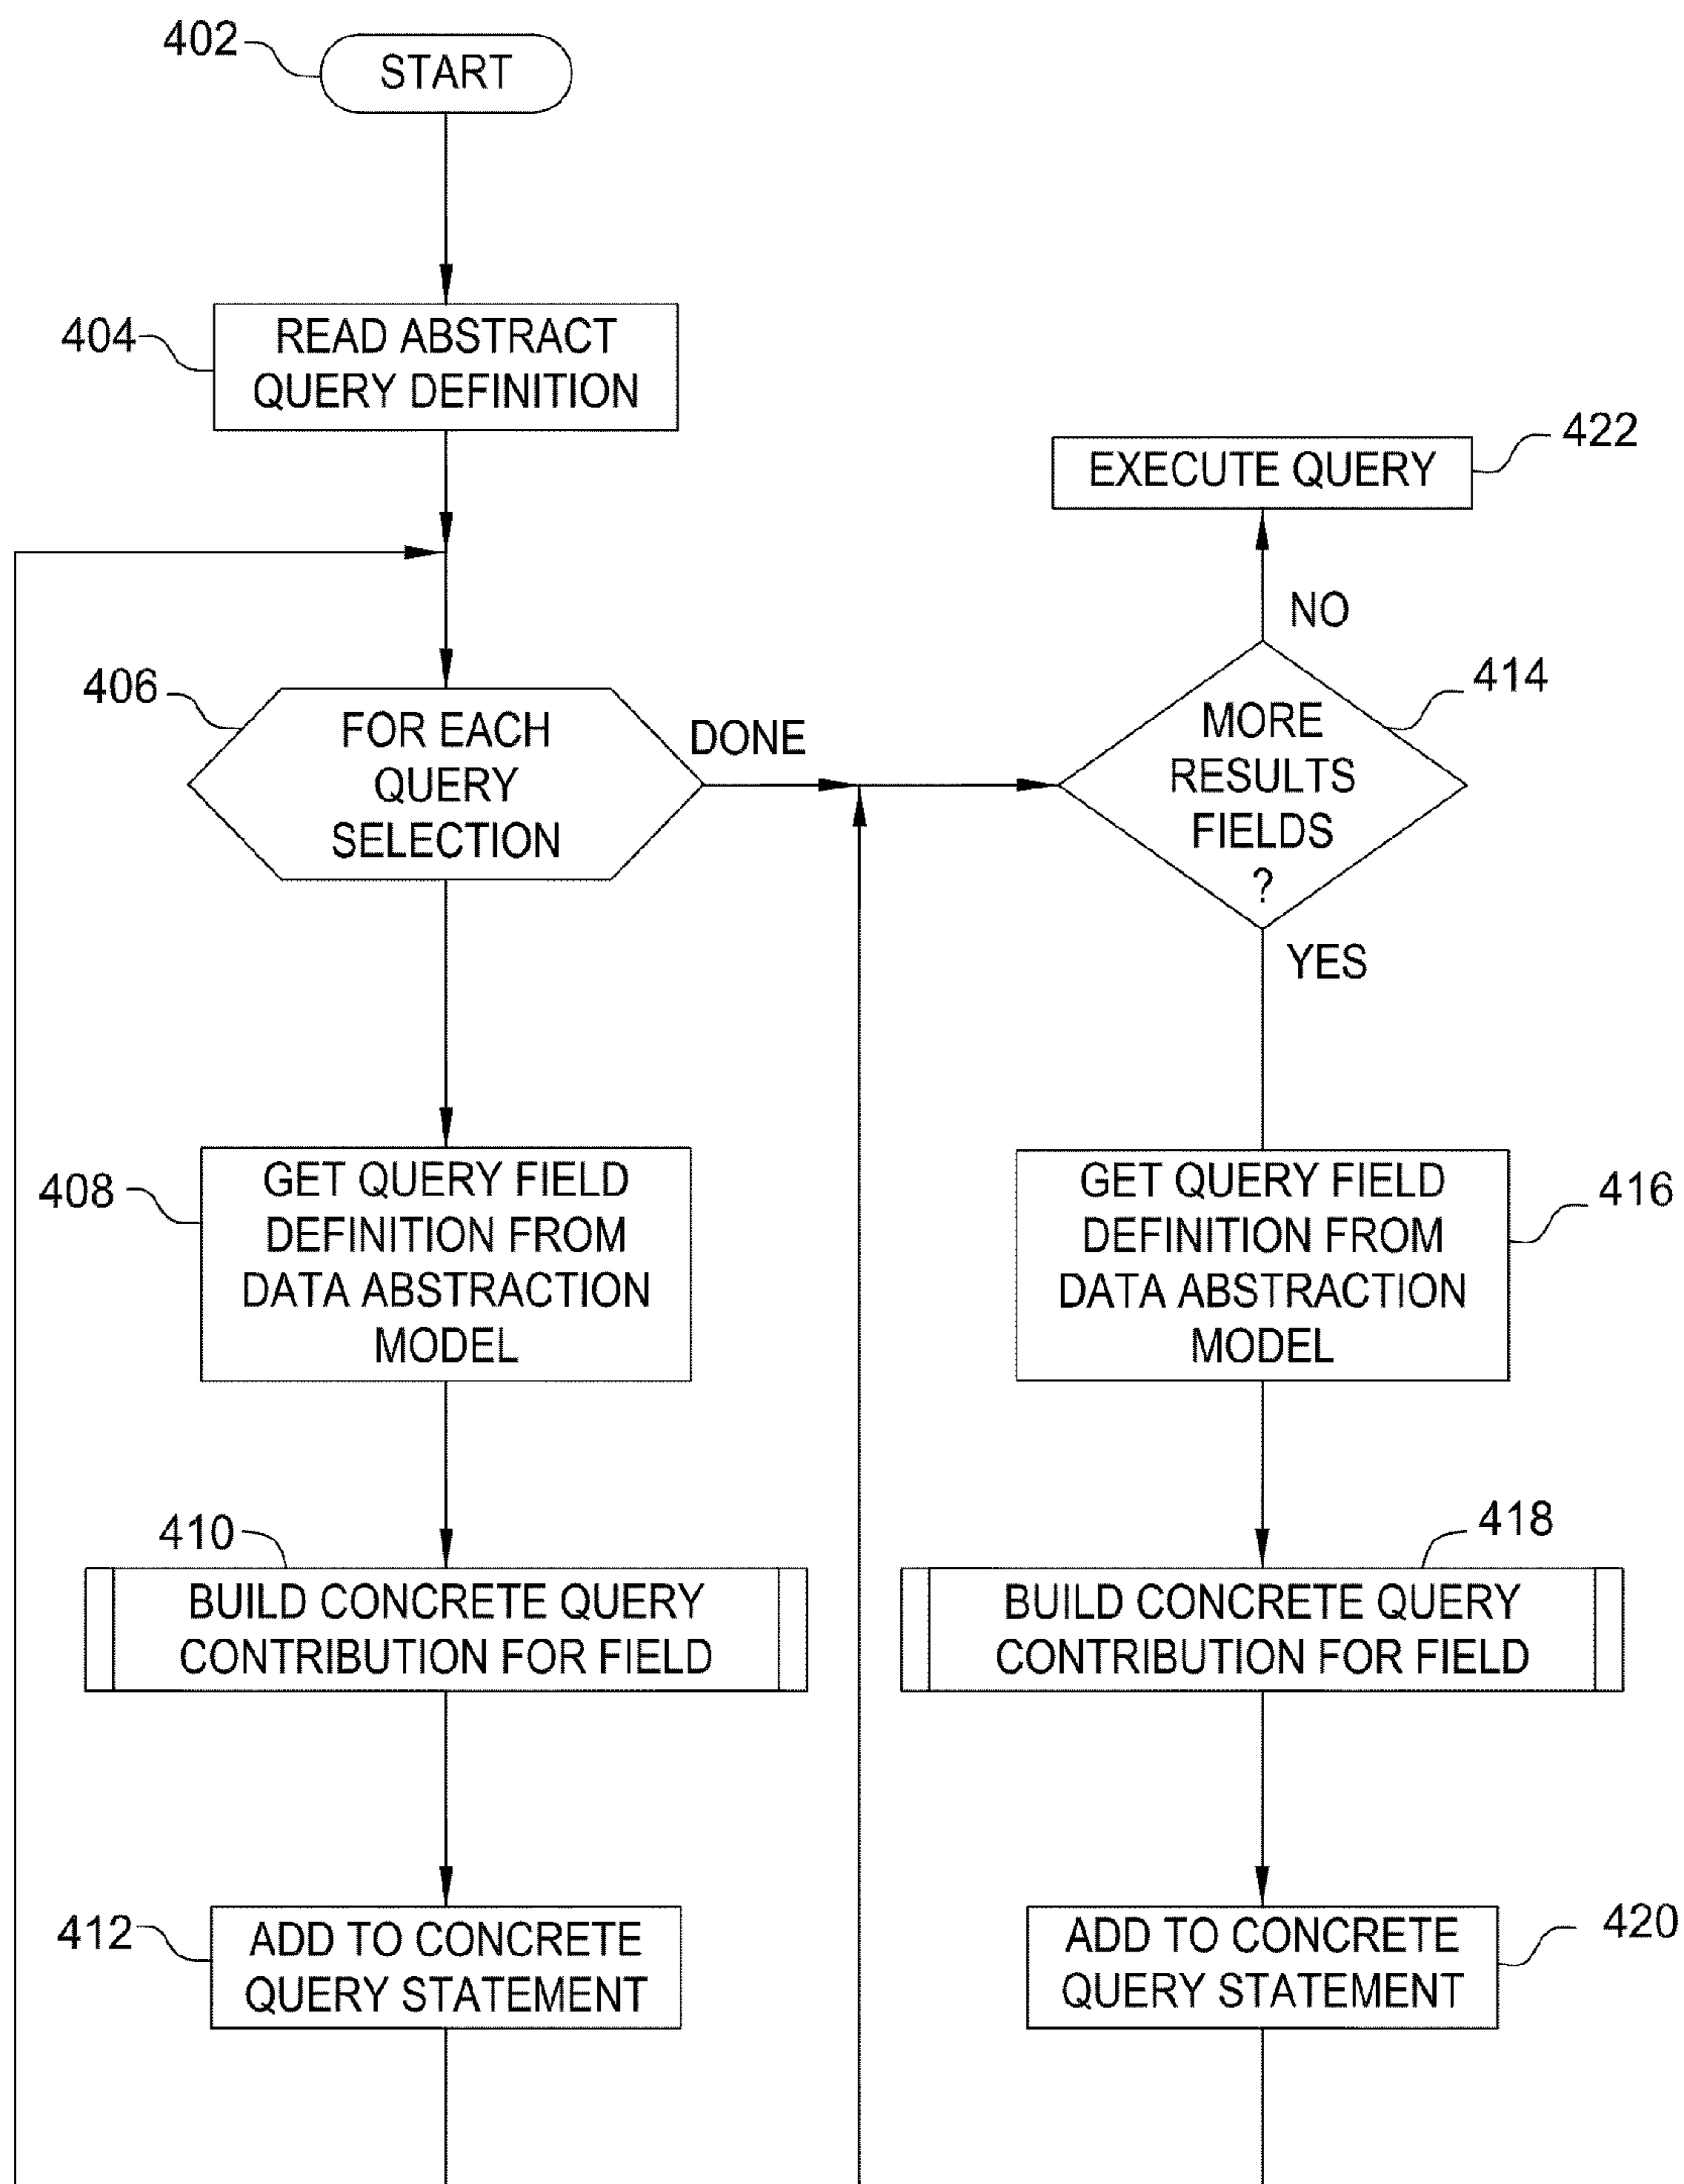 402
START
404
READ ABSTRACT
QUERY DEFINITION
406
FOR EACH
QUERY
SELECTION
DONE
408
GET QUERY FIELD
DEFINITION FROM
DATA ABSTRACTION
MODEL
410
BUILD CONCRETE QUERY
CONTRIBUTION FOR FIELD
412
ADD TO CONCRETE
QUERY STATEMENT
422
EXECUTE QUERY
NO
414
MORE
RESULTS
FIELDS
?
YES
416
GET QUERY FIELD
DEFINITION FROM
DATA ABSTRACTION
MODEL
418
BUILD CONCRETE QUERY
CONTRIBUTION FOR FIELD
420
ADD TO CONCRETE
QUERY STATEMENT